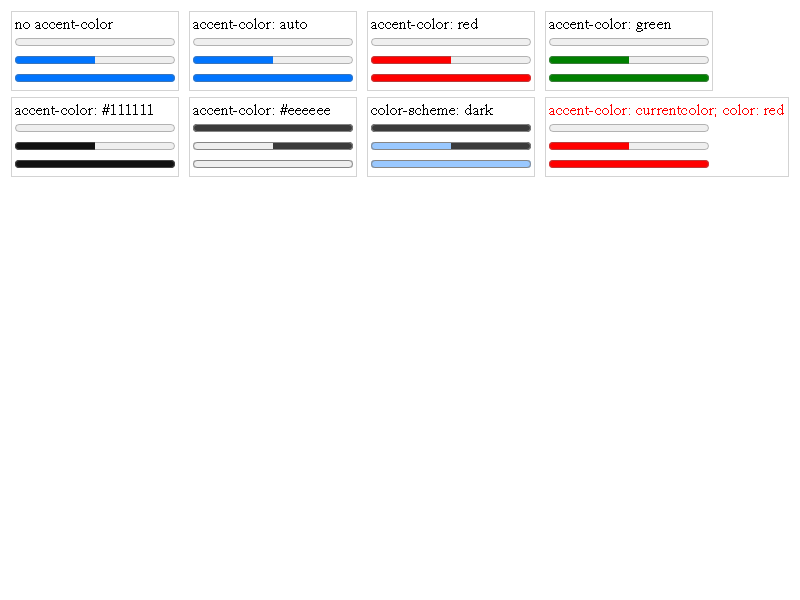 no accent-color
accent-color: auto
accent-color: red
accent-color: green
accent-color: #111111
accent-color: #eeeeee
color-scheme: dark
accent-color: currentcolor; color: red